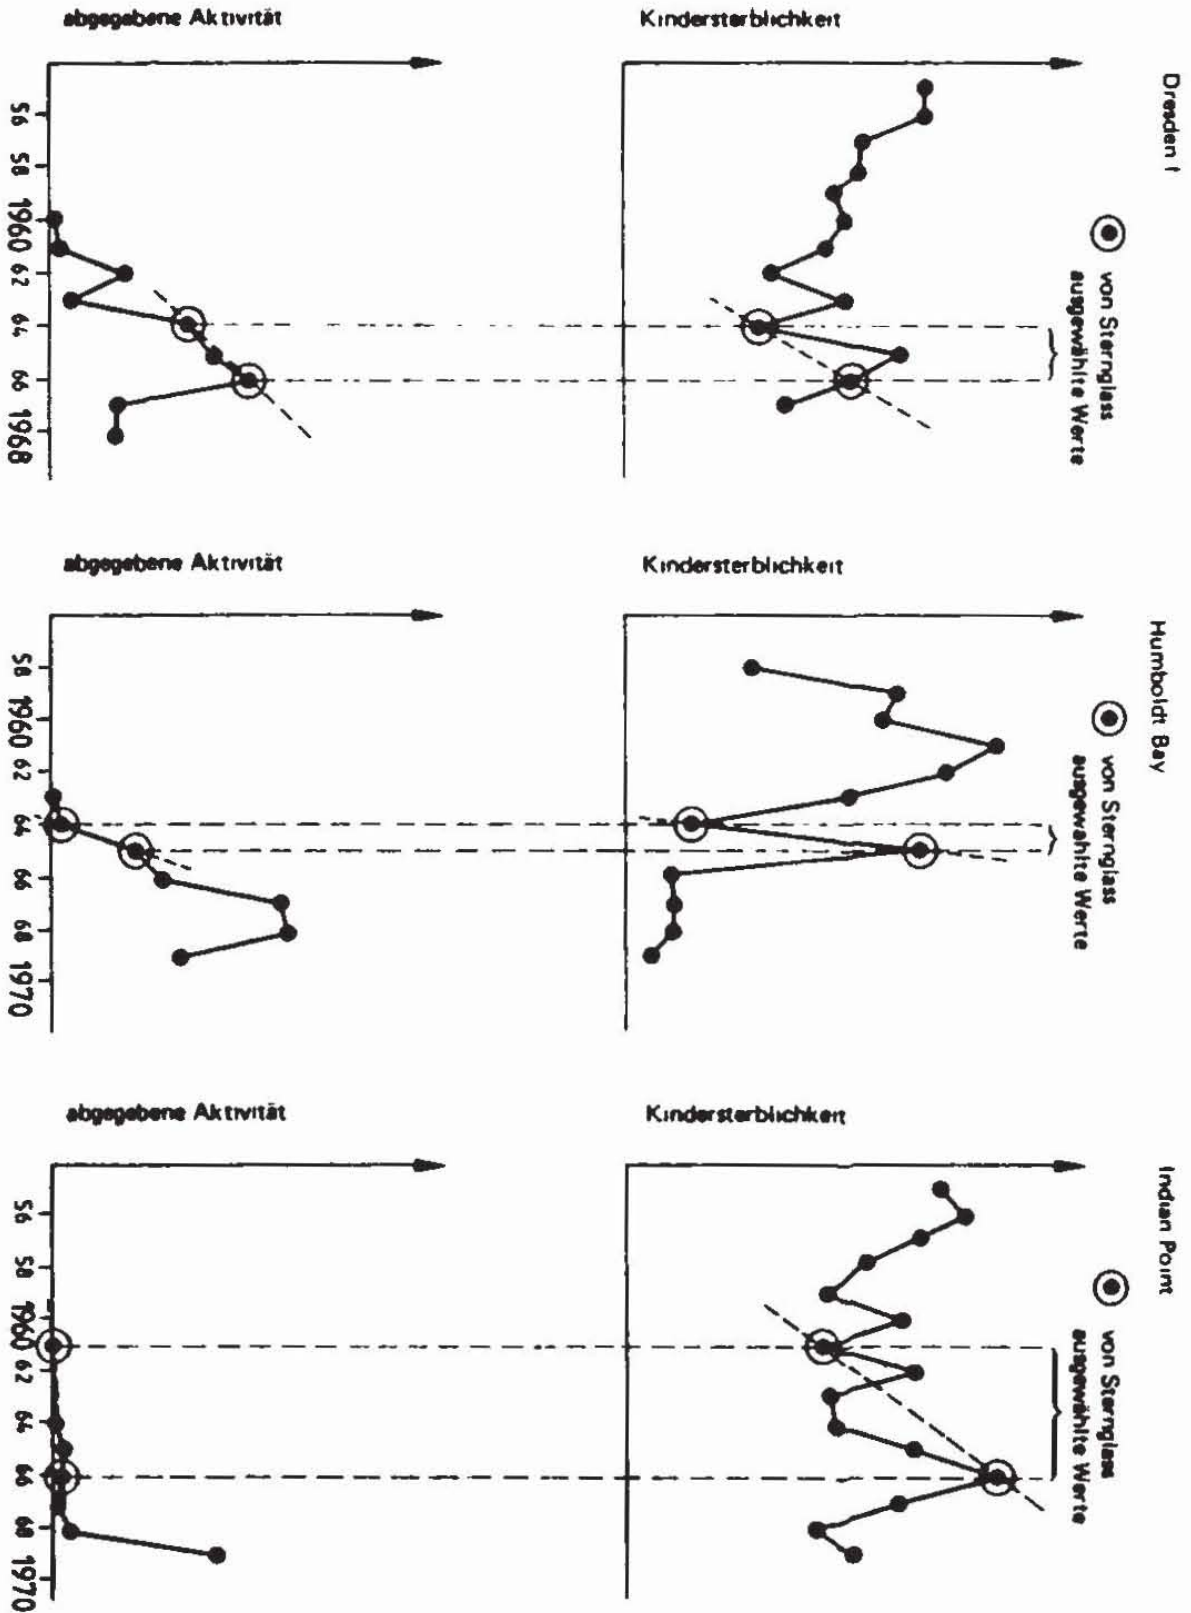 Dresden I
von Sternglass
ausgewählte Werte
Kindersterblichkeit
abgegebene Aktivität
56
58
1960
62
64
66
1968
Humboldt Bay
von Sternglass
ausgewählte Werte
Kindersterblichkeit
abgegebene Aktivität
58
1960
62
64
66
68
1970
Indian Point
von Sternglass
ausgewählte Werte
Kindersterblichkeit
abgegebene Aktivität
56
58
1960
62
64
66
68
1970